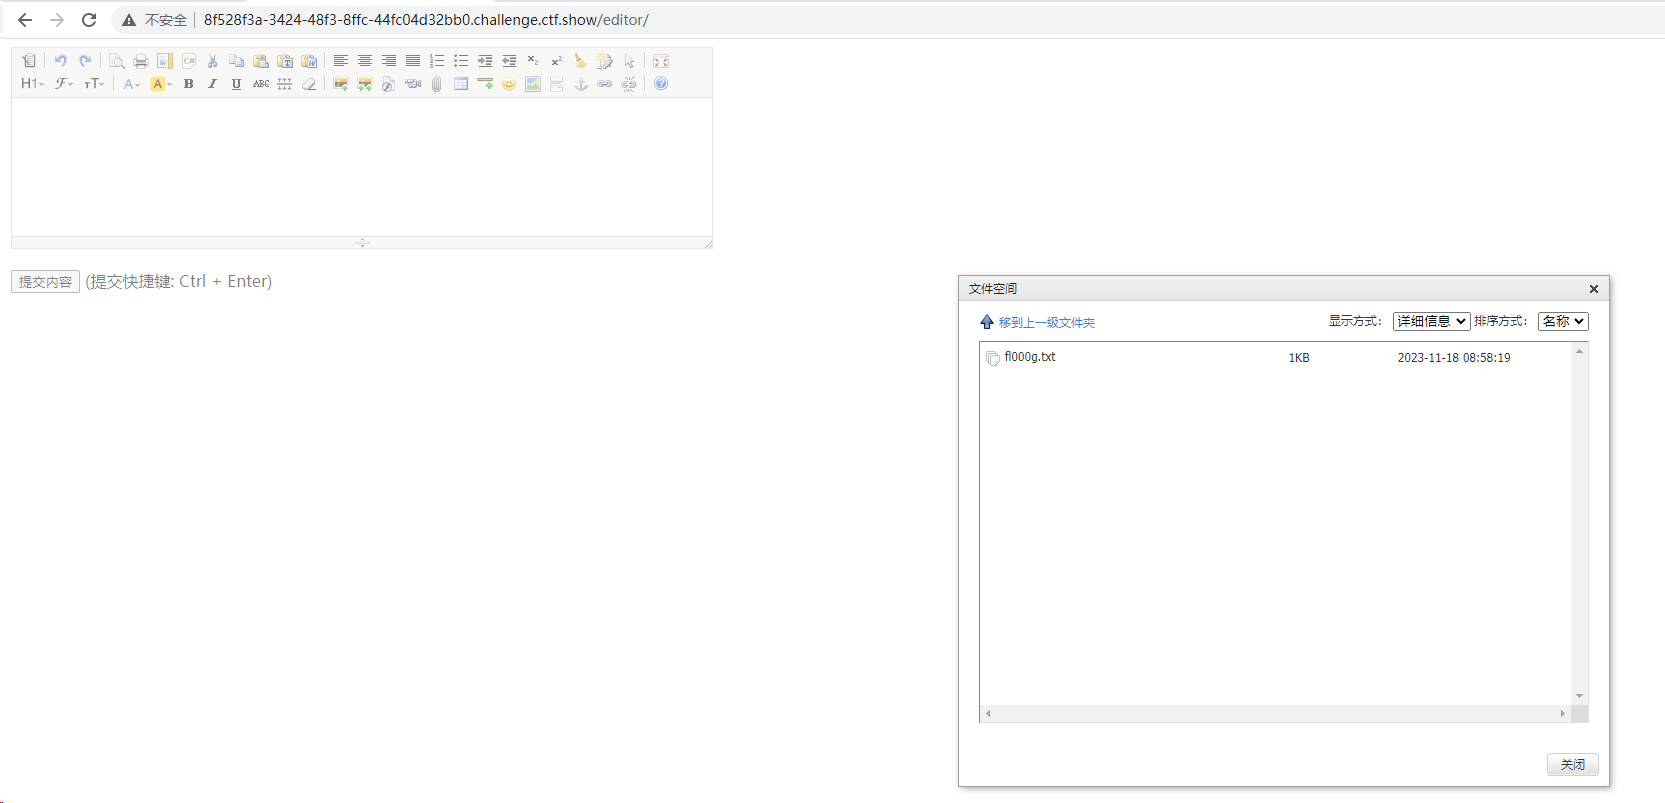 不安全 8f528f3a-3424-48f3-8ffc-44fc04d32bb0.challenge.ctf.show/editor/
H1 F TT A A B I U ABC
提交内容 (提交快捷键: Ctrl + Enter)
文件空间
移到上一级文件夹 显示方式: 详细信息 排序方式: 名称
fl000g.txt 1KB 2023-11-18 08:58:19
关闭